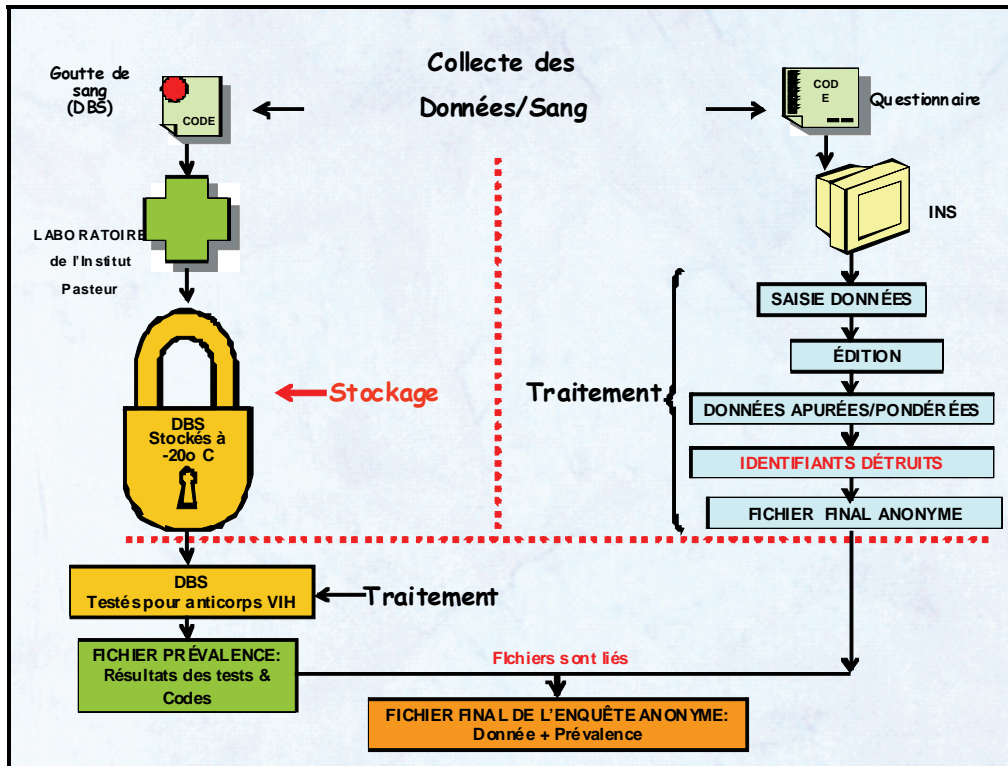 Collecte des
Données/Sang
Goutte de
sang
(DBS)
CODE
COD
E
Questionnaire
LABORATOIRE
de l'Institut
Pasteur
INS
DBS
Stockés à
-20o C
Stockage
Traitement
SAISIE DONNÉES
ÉDITION
DONNÉES APURÉES/PONDÉRÉES
IDENTIFIANTS DÉTRUITS
FICHIER FINAL ANONYME
DBS
Testés pour anticorps VIH
Traitement
FICHIER PRÉVALENCE:
Résultats des tests &
Codes
Fichiers sont liés
FICHIER FINAL DE L'ENQUÊTE ANONYME:
Donnée + Prévalence